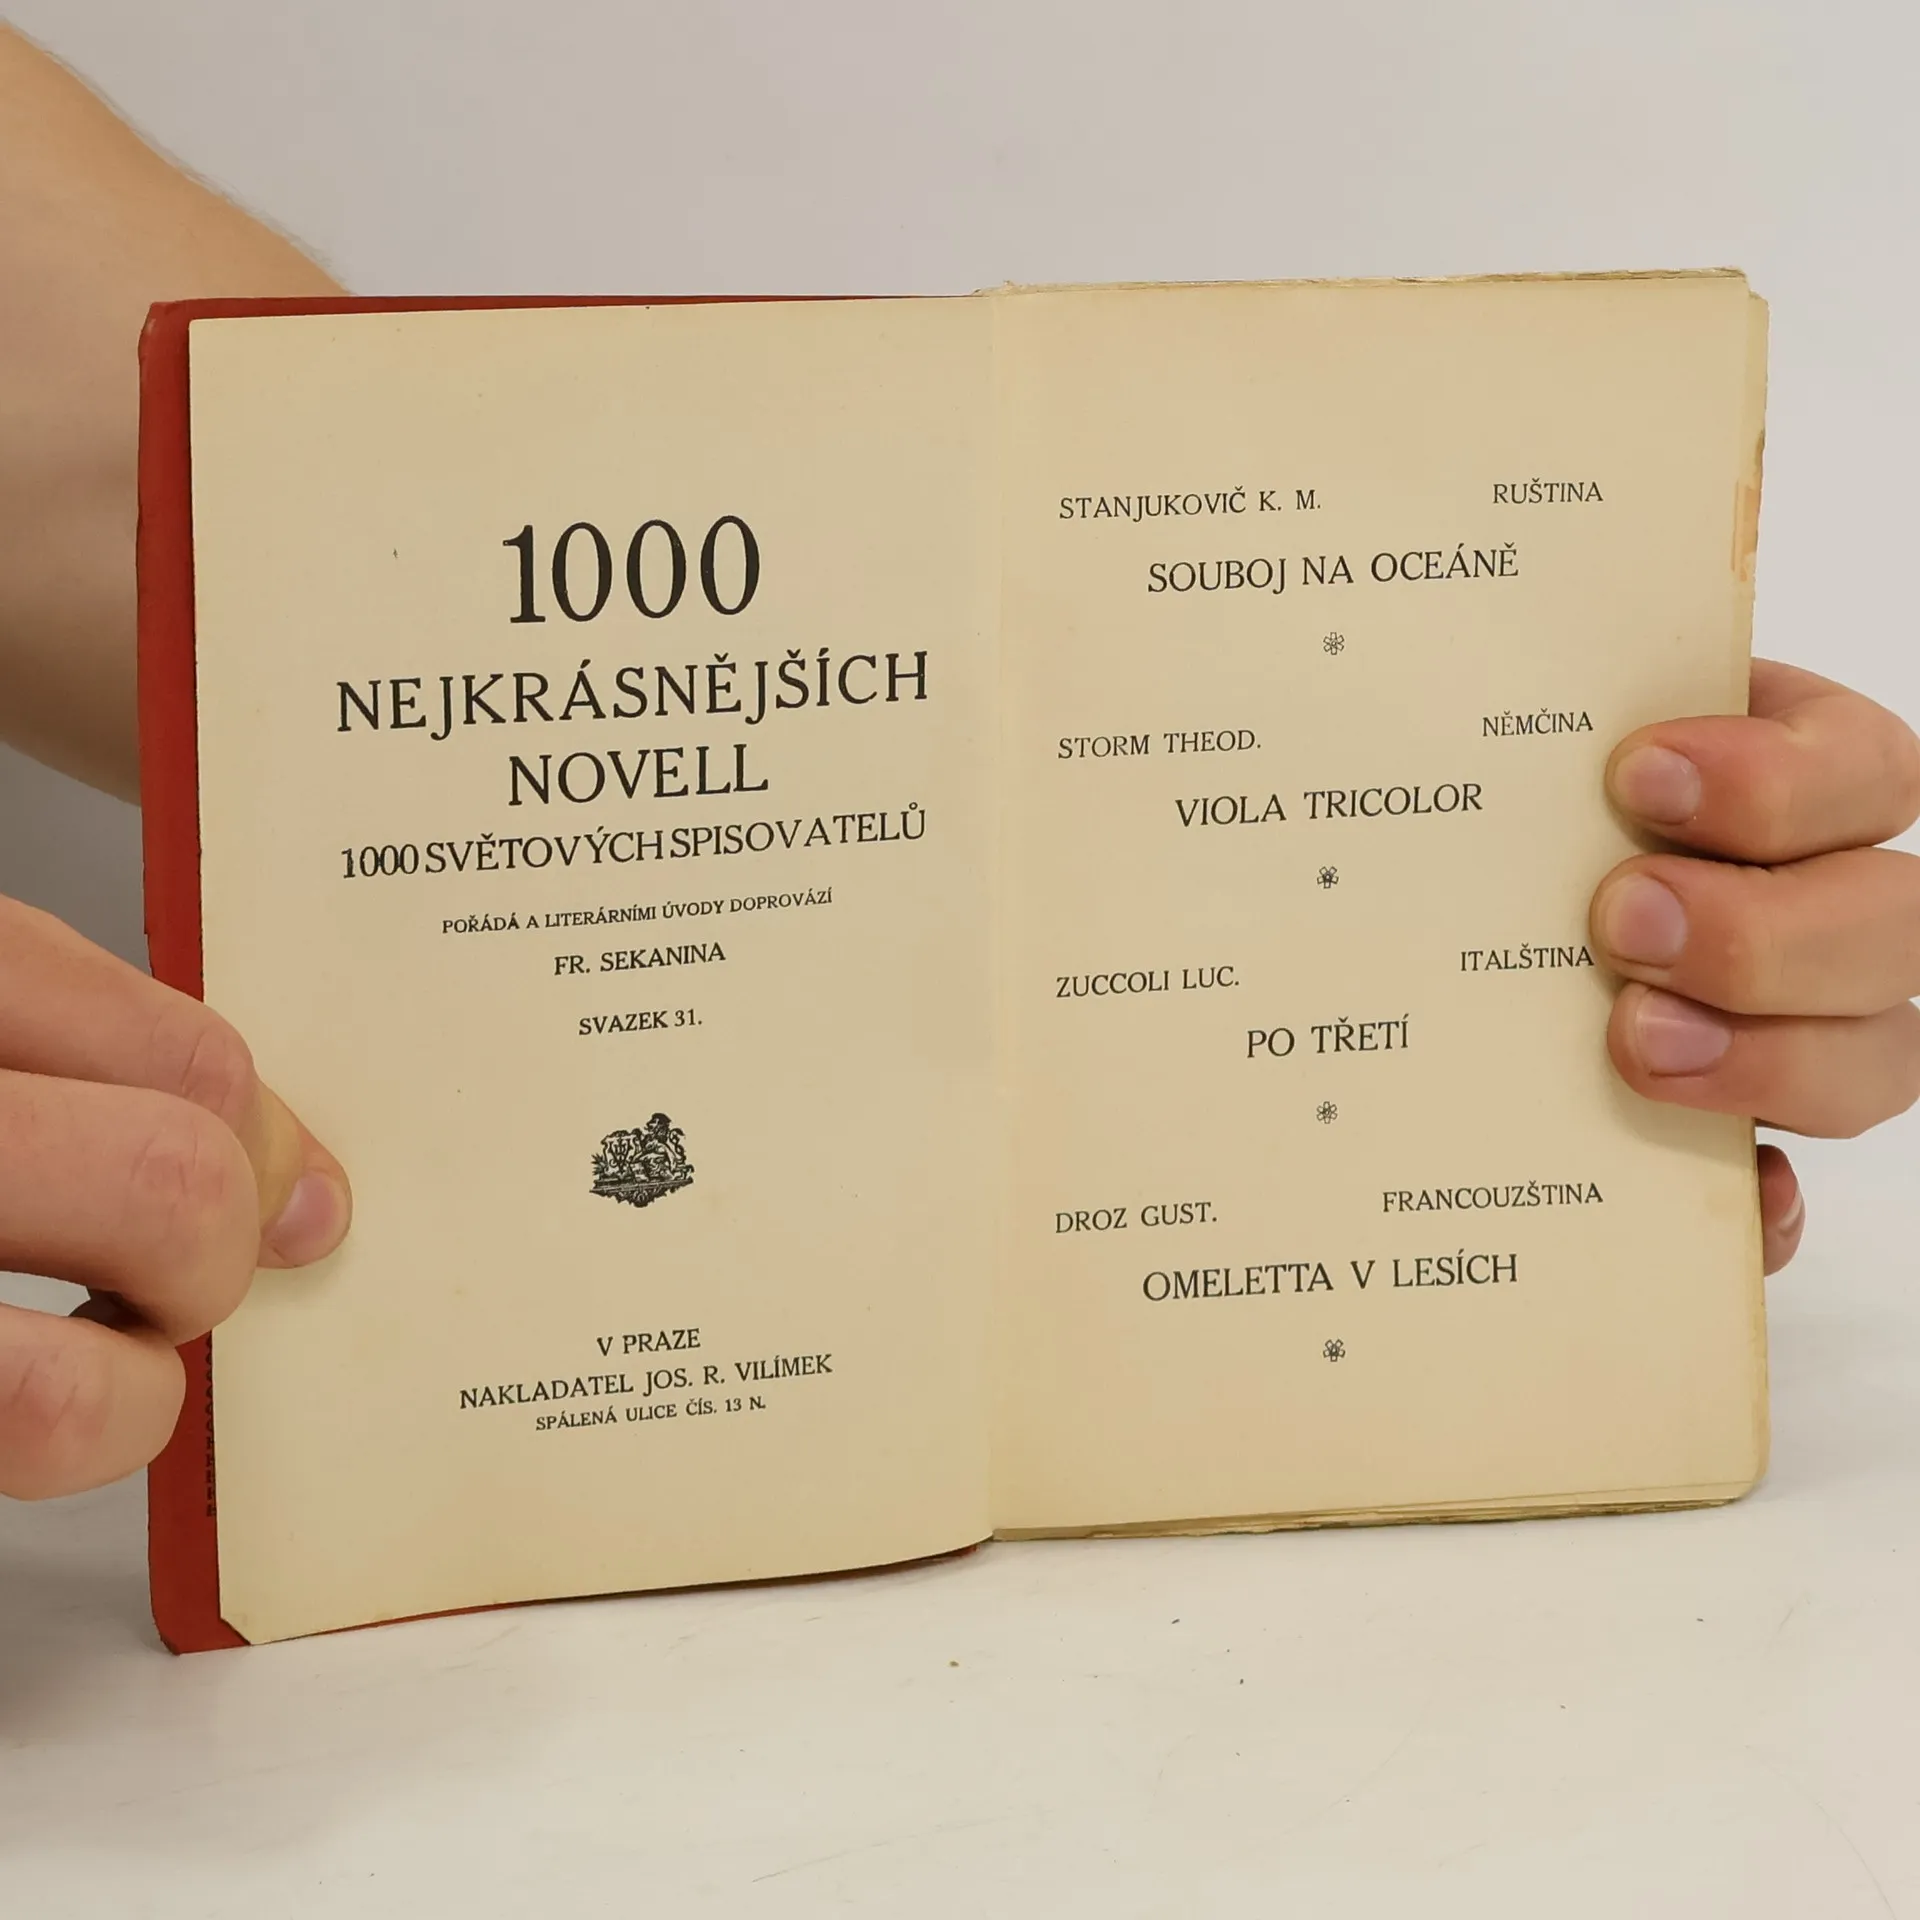 1000
NEJKRÁSNĚJŠÍCH
NOVELL
1000 SVĚTOVÝCH SPISOVATELŮ
POŘÁDÁ A LITERÁRNÍMI ÚVODY DOPROVÁZÍ
FR. SEKANINA
SVAZEK 31.
V PRAZE
NAKLADATEL JOS. R. VILÍMEK
SPÁLENÁ ULICE ČÍS. 13 N.
STANJUKOVIČ K. M. RUŠTINA
SOUBOJ NA OCEÁNĚ
STORM THEOD. NĚMČINA
VIOLA TRICOLOR
ZUCCOLI LUC. ITALŠTINA
PO TŘETÍ
DROZ GUST. FRANCOUZŠTINA
OMELETTA V LESÍCH